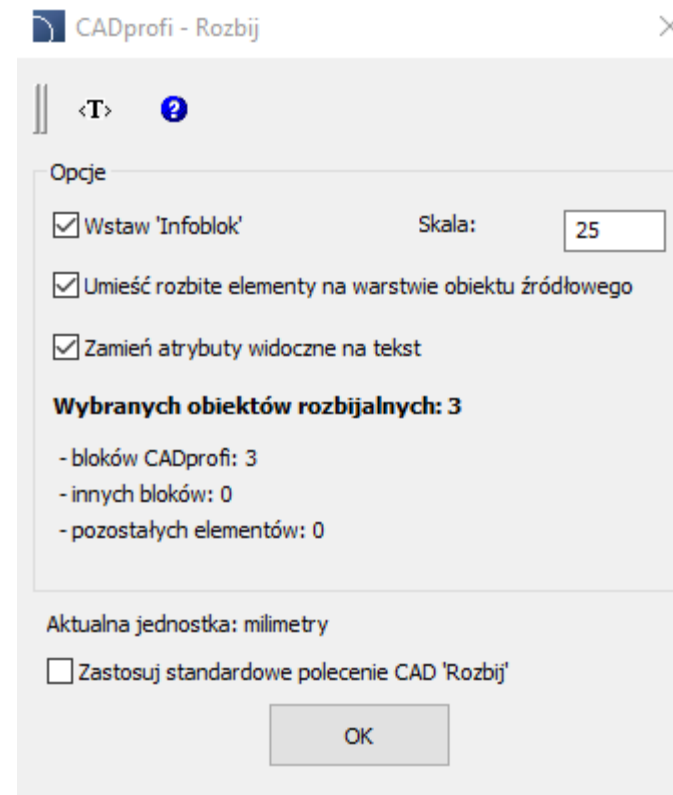 CADprofi - Rozbij
<T>
?
Opcje
Wstaw 'Infoblok' Skala: 25
Umieść rozbite elementy na warstwie obiektu źródłowego
Zamień atrybuty widoczne na tekst
Wybranych obiektów rozbijalnych: 3
- bloków CADprofi: 3
- innych bloków: 0
- pozostałych elementów: 0
Aktualna jednostka: milimetry
Zastosuj standardowe polecenie CAD 'Rozbij'
OK